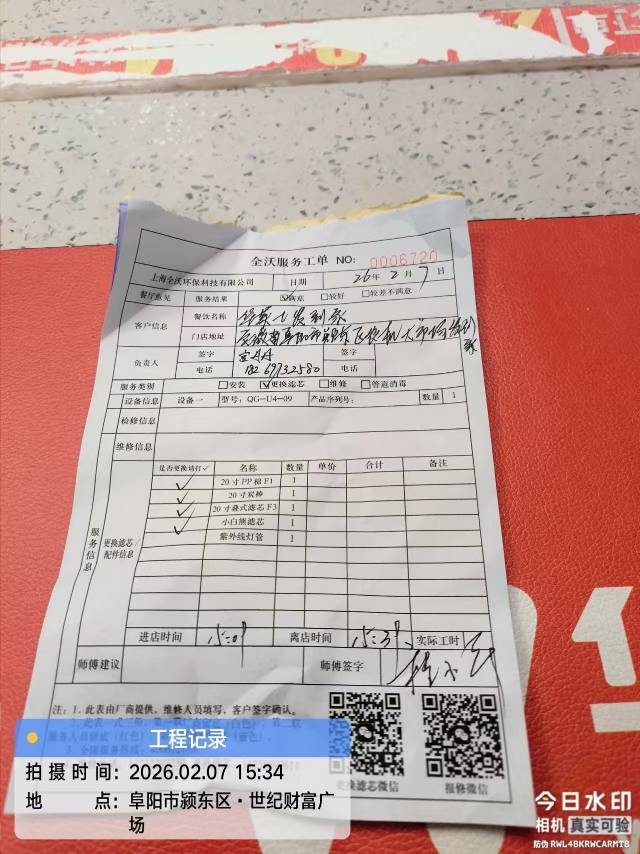 全沃服务工单 NO: 0006720
上海全沃环保科技有限公司 日期 26年2月7日
餐厅意见 服务结果 ☑满意 □较好 □较差不满意
客户信息 餐饮名称
门店地址
负责人 签字 签字
电话 18269732580 电话
服务类别 □安装 ☑更换滤芯 □维修 □管道消毒
设备信息 设备一 型号: QG-U4-09 产品序列号: 数量 1
检修信息
维修信息
服务信息 更换滤芯/配件信息
是否更换请打✓ 名称 数量 单价 合计 备注
✓ 20寸PP棉F1 1
✓ 20寸炭棒 1
✓ 20寸叠式滤芯F3 1
✓ 小白熊滤芯 1
紫外线灯管 1
进店时间 离店时间 实际工时
师傅建议 师傅签字
注: 1、此表由厂商提供, 维修人员填写, 客户签字确认。
更换滤芯微信 报修微信
工程记录
拍摄时间: 2026.02.07 15:34
地点: 阜阳市颍东区·世纪财富广
场
今日水印
相机 真实可验
防伪 RWL4BKRWCARMTB